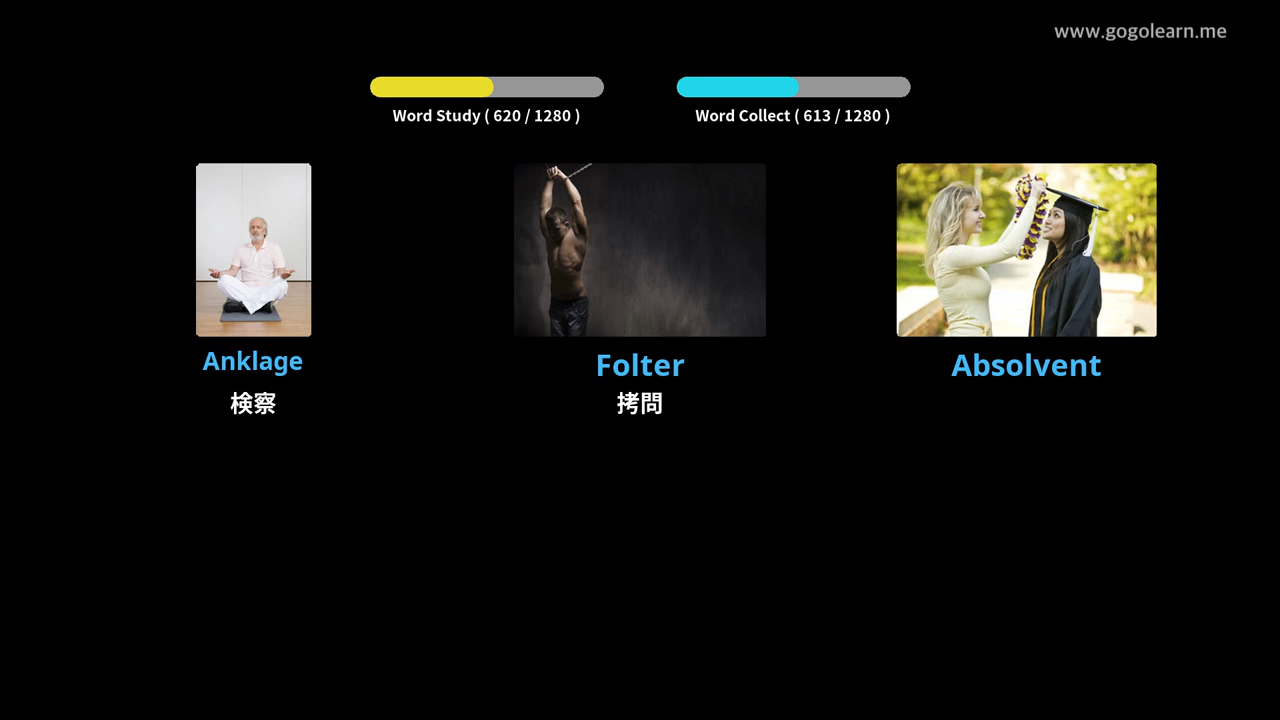 www.gogolearn.me
Word Study ( 620 / 1280 )
Word Collect ( 613 / 1280 )
Anklage
検察
Folter
拷問
Absolvent